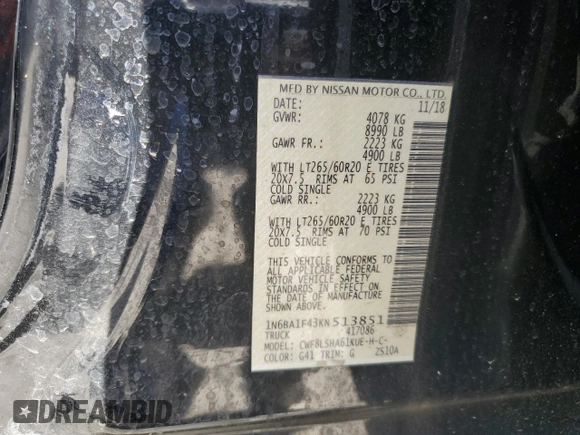 MFD BY NISSAN MOTOR CO., LTD.
DATE: 11/18
GVWR: 4078 KG
8990 LB
GAWR FR.: 2223 KG
4900 LB
WITH LT265/60R20 E TIRES
20X7.5 RIMS AT 65 PSI
COLD SINGLE
GAWR RR.: 2223 KG
4900 LB
WITH LT265/60R20 E TIRES
20X7.5 RIMS AT 70 PSI
COLD SINGLE
THIS VEHICLE CONFORMS TO
ALL APPLICABLE FEDERAL
MOTOR VEHICLE SAFETY
STANDARDS IN EFFECT ON
THE DATE OF MANUFACTURE
SHOWN ABOVE.
1N6BA1F43KN513851
TRUCK 417086
MODEL: CWF8LSHA61KUE-H-C-
COLOR: G41 TRIM: G ZS10A
DREAMBID